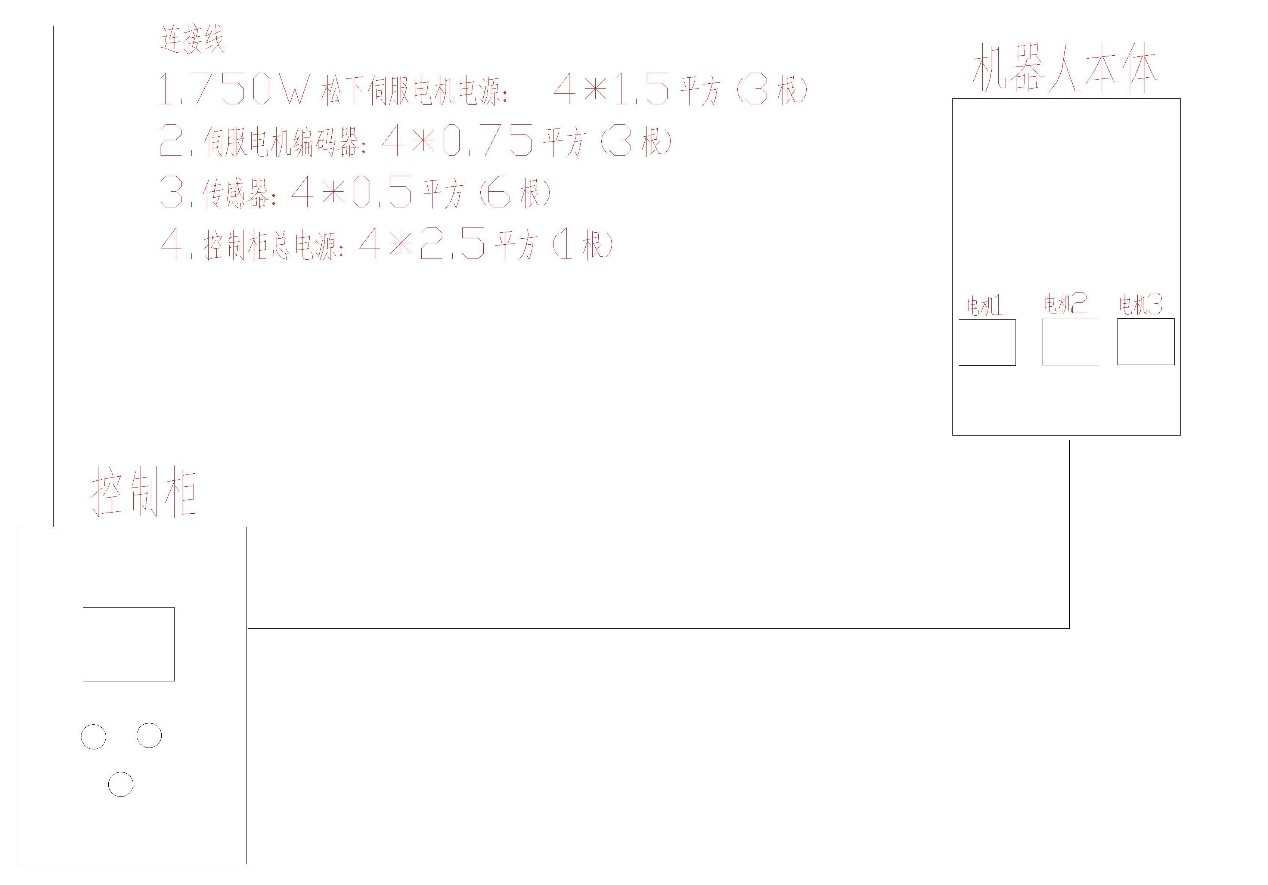 连接线
1.750W松下伺服电机电源： 4*1.5平方（3根）
2.伺服电机编码器：4*0.75平方（3根）
3.传感器：4*0.5平方（6根）
4.控制柜总电源：4*2.5平方（1根）
机器人本体
电机1 电机2 电机3
控制柜